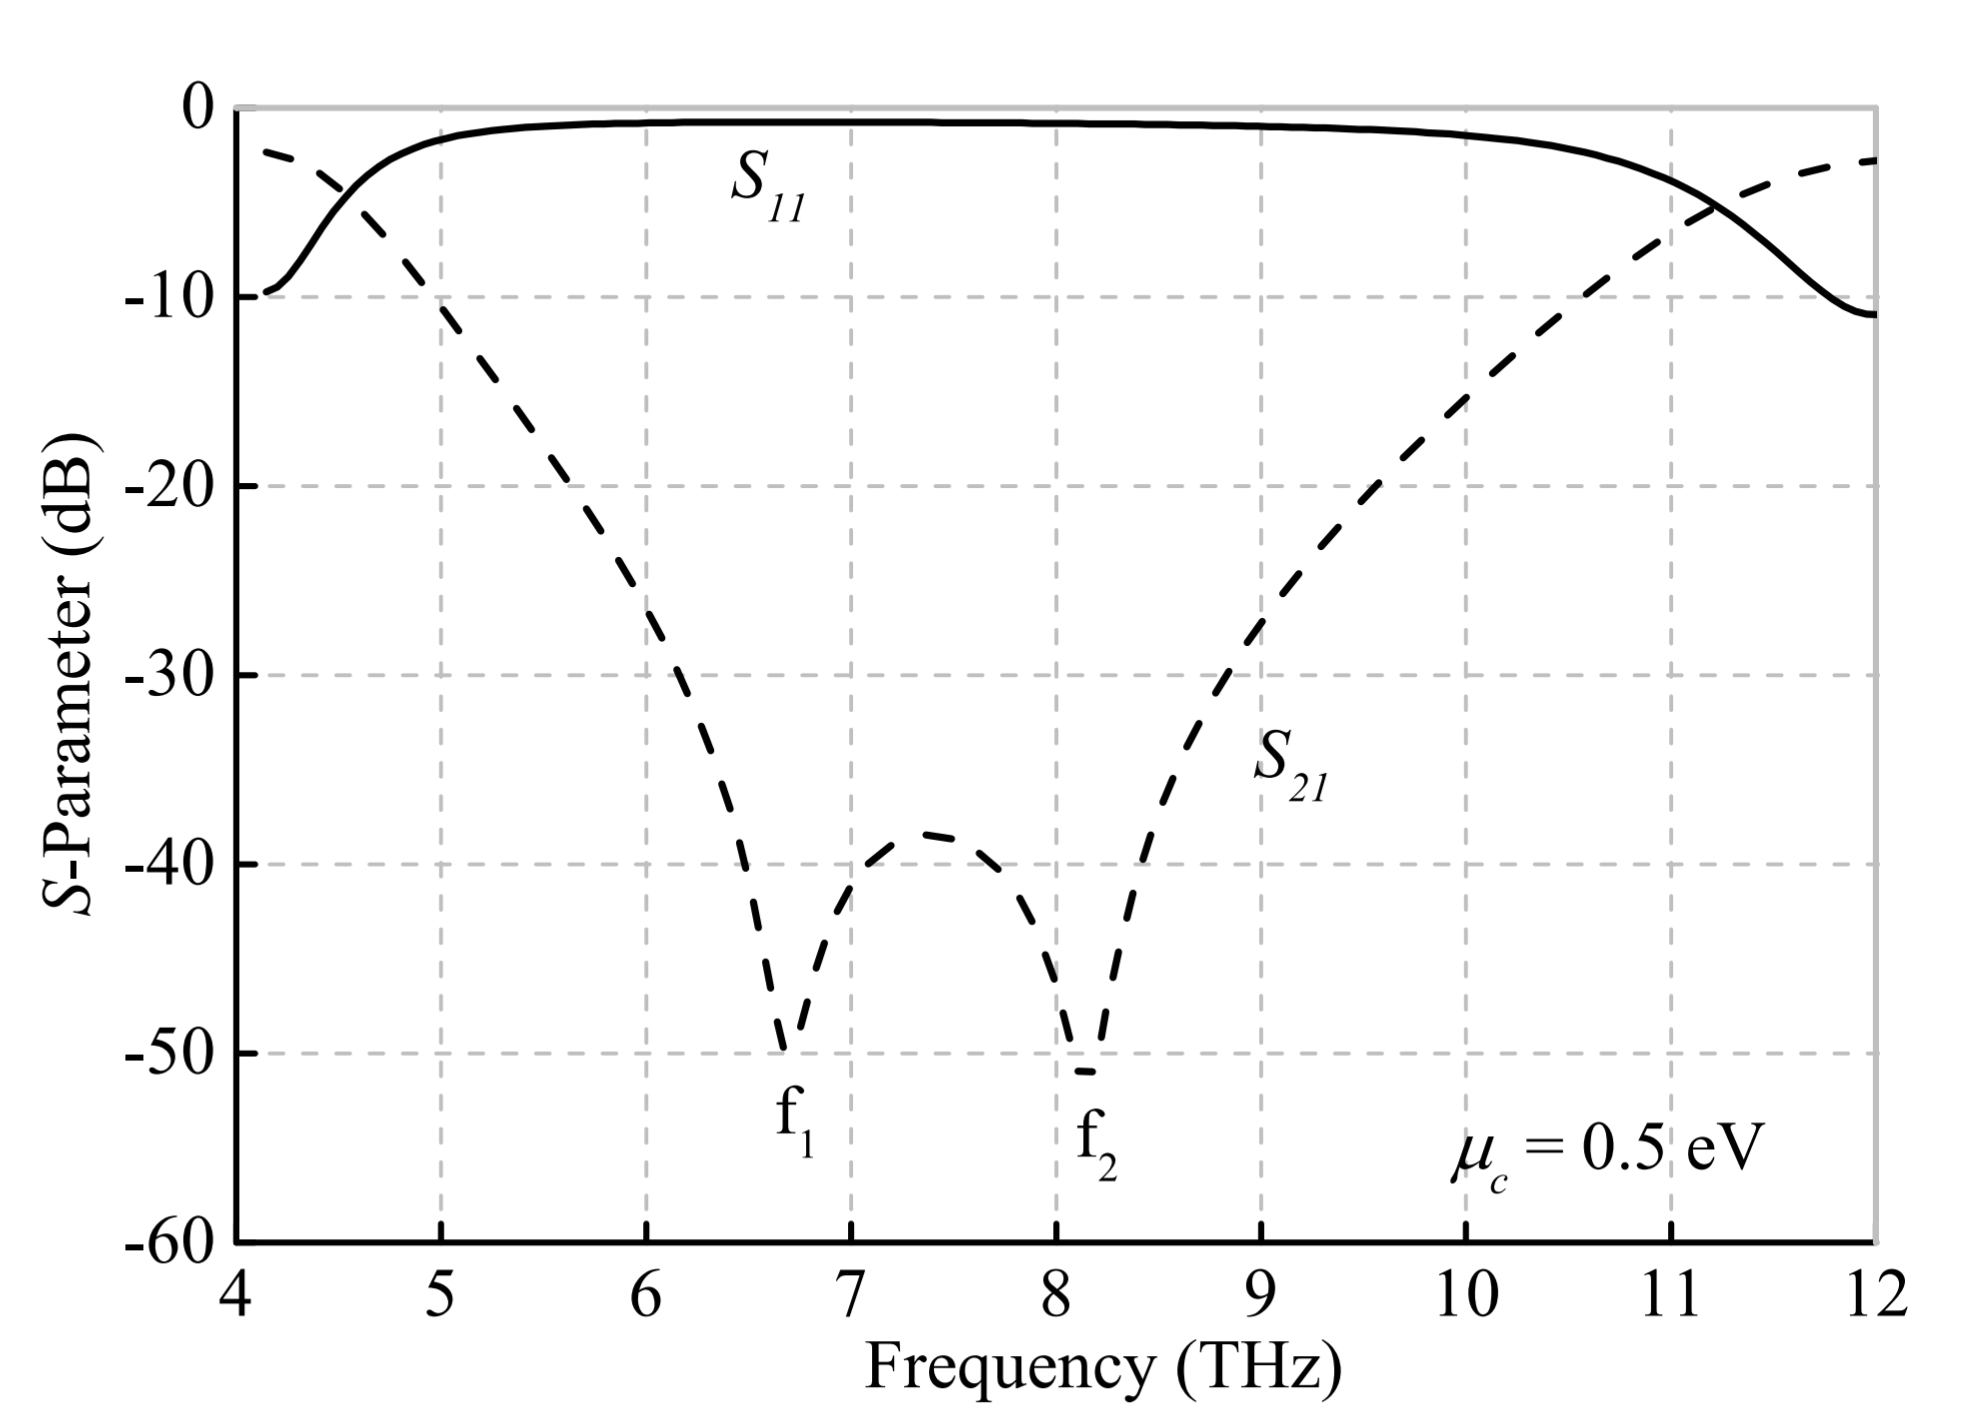 0
-10
-20
-30
-40
-50
-60
S-Parameter (dB)
S₁₁
S₂₁
f₁
f₂
μ_c = 0.5 eV
4 5 6 7 8 9 10 11 12
Frequency (THz)